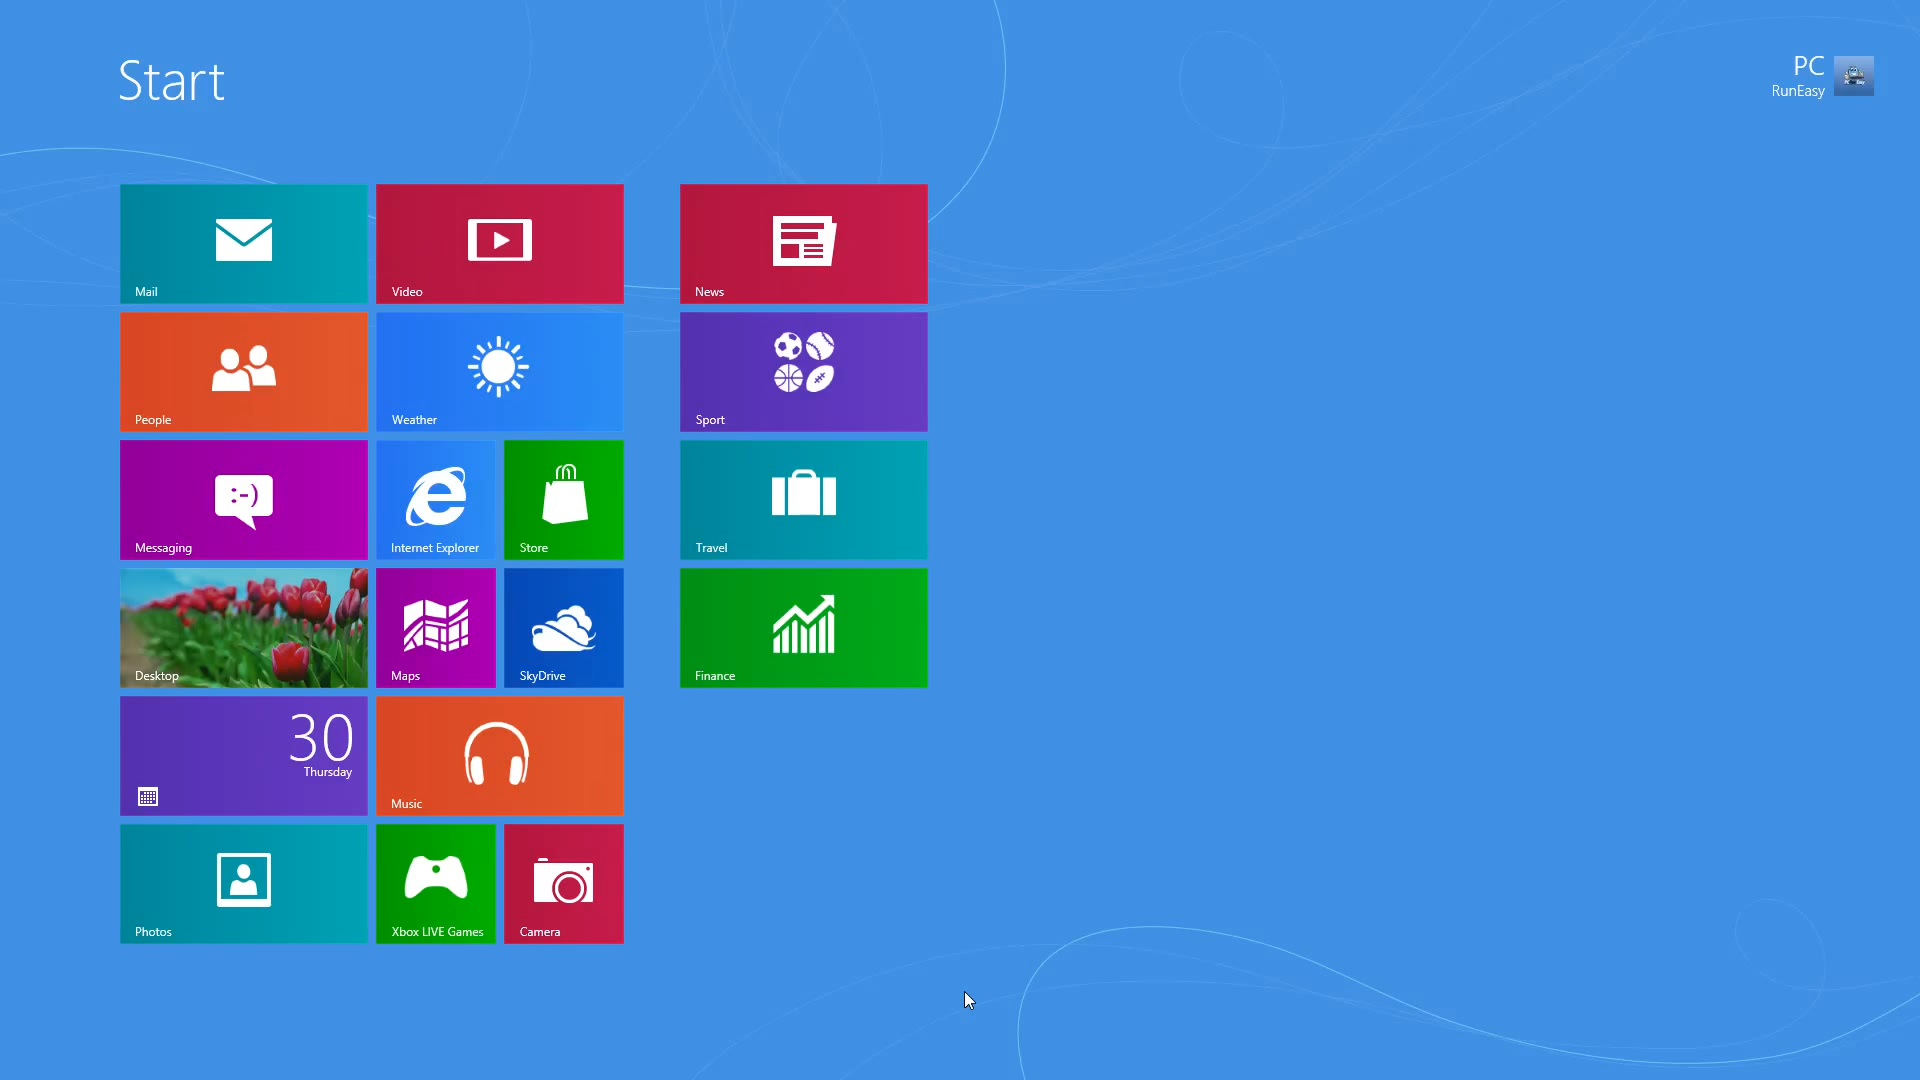 Start
PC
RunEasy
Mail
Video
News
People
Weather
Sport
Messaging
:-)
Internet Explorer
Store
Travel
Desktop
Maps
SkyDrive
Finance
30
Thursday
Music
Photos
Xbox LIVE Games
Camera